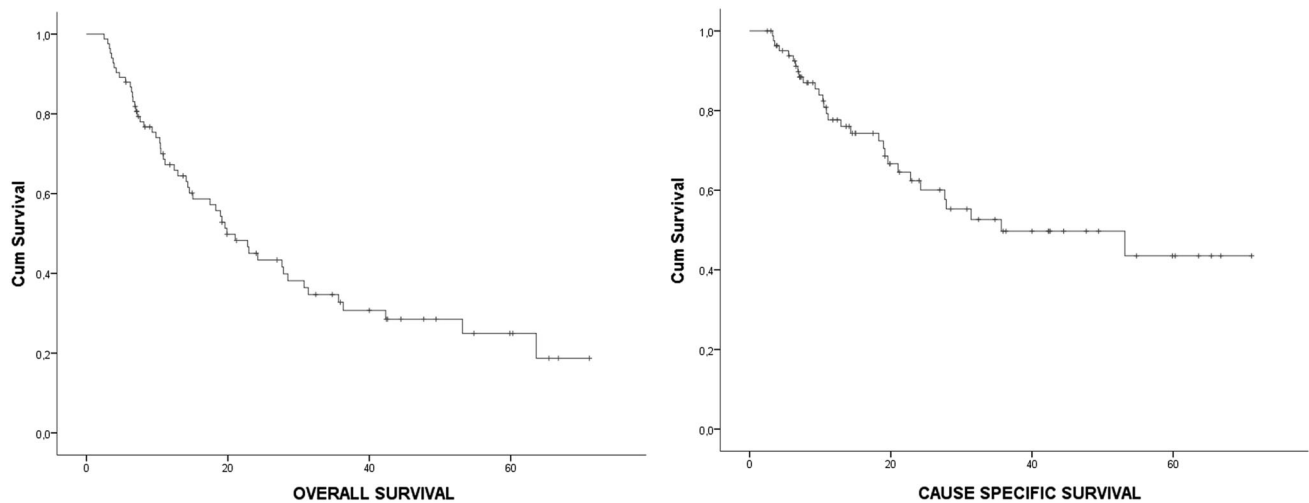 1,0
0,8
0,6
0,4
0,2
0,0
Cum Survival
0 20 40 60
OVERALL SURVIVAL
1,0
0,8
0,6
0,4
0,2
0,0
Cum Survival
0 20 40 60
CAUSE SPECIFIC SURVIVAL